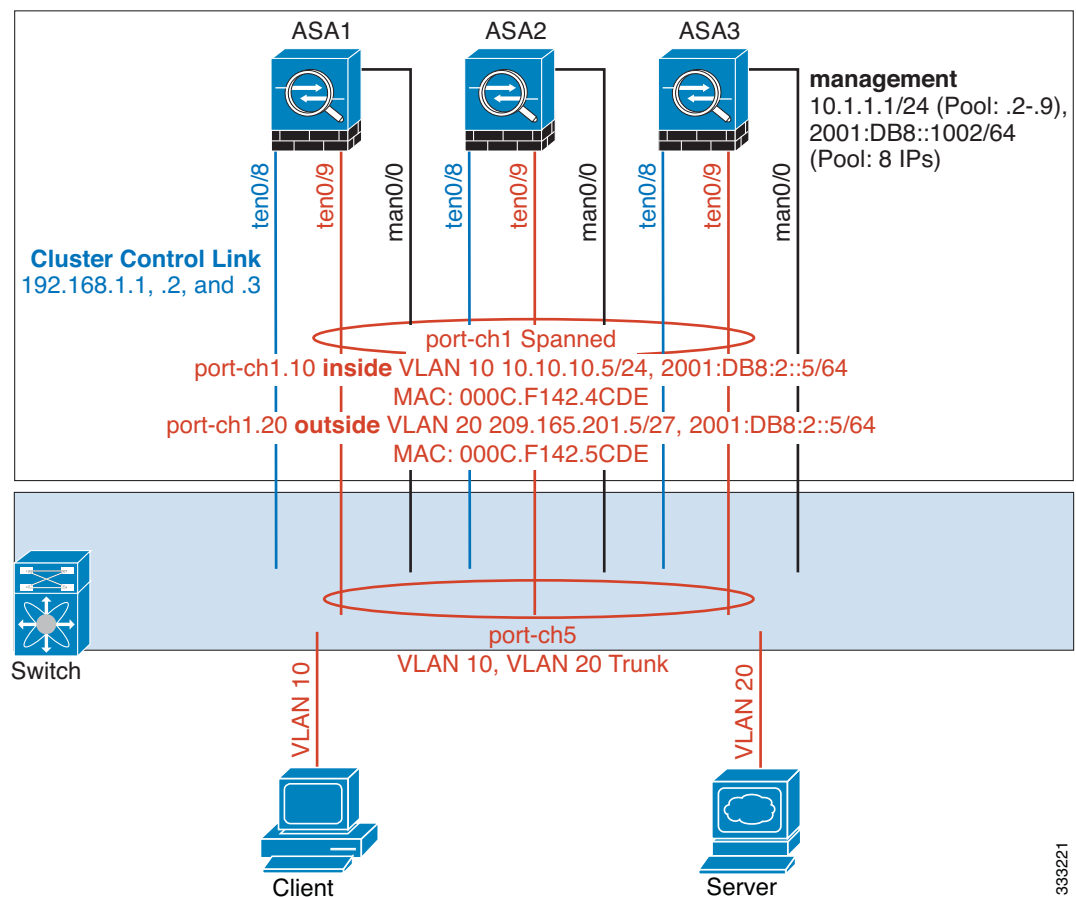 ASA1
ASA2
ASA3
management
10.1.1.1/24 (Pool: .2-.9),
2001:DB8::1002/64
(Pool: 8 IPs)
ten0/8
ten0/9
man0/0
ten0/8
ten0/9
man0/0
ten0/8
ten0/9
man0/0
Cluster Control Link
192.168.1.1, .2, and .3
port-ch1 Spanned
port-ch1.10 inside VLAN 10 10.10.10.5/24, 2001:DB8:2::5/64
MAC: 000C.F142.4CDE
port-ch1.20 outside VLAN 20 209.165.201.5/27, 2001:DB8:2::5/64
MAC: 000C.F142.5CDE
port-ch5
VLAN 10, VLAN 20 Trunk
Switch
VLAN 10
VLAN 20
Client
Server
333221